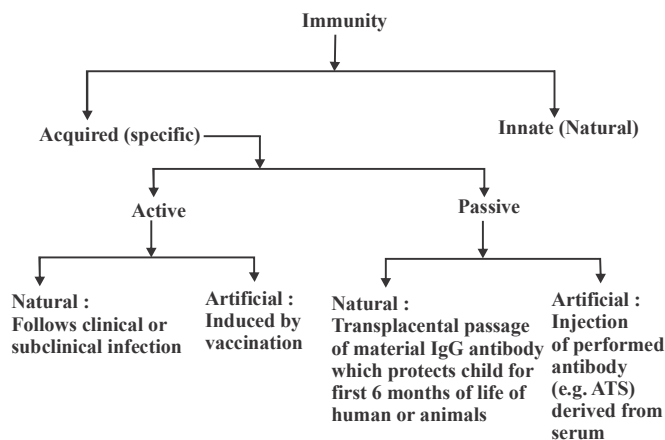 Immunity
Acquired (specific)
Innate (Natural)
Active
Passive
Natural :
Follows clinical or
subclinical infection
Artificial :
Induced by
vaccination
Natural :
Transplacental passage
of material IgG antibody
which protects child for
first 6 months of life of
human or animals
Artificial :
Injection
of performed
antibody
(e.g. ATS)
derived from
serum